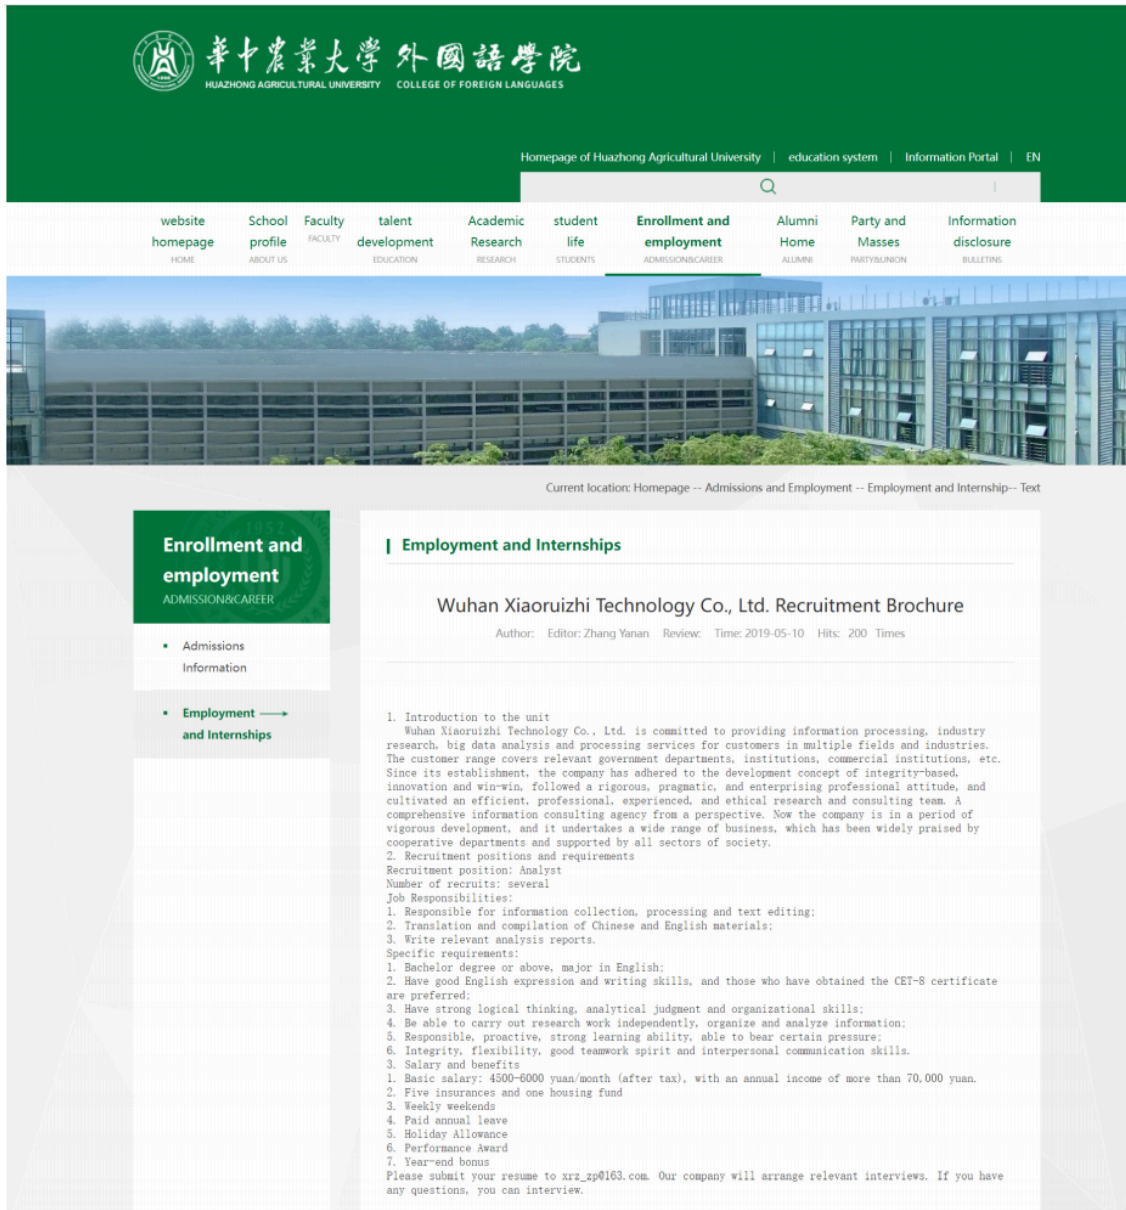 華中农業大學 外國語學院
HUAZHONG AGRICULTURAL UNIVERSITY COLLEGE OF FOREIGN LANGUAGES
Homepage of Huazhong Agricultural University | education system | Information Portal | EN
website homepage
HOME
School profile
ABOUT US
Faculty
FACULTY
talent development
EDUCATION
Academic Research
RESEARCH
student life
STUDENTS
Enrollment and employment
ADMISSION&CAREER
Alumni Home
ALUMNI
Party and Masses
PARTY&UNION
Information disclosure
BULLETINS
Current location: Homepage -- Admissions and Employment -- Employment and Internship-- Text
1952
Enrollment and
employment
ADMISSION&CAREER
Admissions
Information
Employment
and Internships
Employment and Internships
Wuhan Xiaoruizhi Technology Co., Ltd. Recruitment Brochure
Author: Editor: Zhang Yanan Review: Time: 2019-05-10 Hits: 200 Times
1. Introduction to the unit
Wuhan Xiaoruizhi Technology Co., Ltd. is committed to providing information processing, industry
research, big data analysis and processing services for customers in multiple fields and industries.
The customer range covers relevant government departments, institutions, commercial institutions, etc.
Since its establishment, the company has adhered to the development concept of integrity-based,
innovation and win-win, followed a rigorous, pragmatic, and enterprising professional attitude, and
cultivated an efficient, professional, experienced, and ethical research and consulting team. A
comprehensive information consulting agency from a perspective. Now the company is in a period of
vigorous development, and it undertakes a wide range of business, which has been widely praised by
cooperative departments and supported by all sectors of society.
2. Recruitment positions and requirements
Recruitment position: Analyst
Number of recruits: several
Job Responsibilities:
1. Responsible for information collection, processing and text editing;
2. Translation and compilation of Chinese and English materials;
3. Write relevant analysis reports.
Specific requirements:
1. Bachelor degree or above, major in English;
2. Have good English expression and writing skills, and those who have obtained the CET-8 certificate
are preferred;
3. Have strong logical thinking, analytical judgment and organizational skills;
4. Be able to carry out research work independently, organize and analyze information;
5. Responsible, proactive, strong learning ability, able to bear certain pressure;
6. Integrity, flexibility, good teamwork spirit and interpersonal communication skills.
3. Salary and benefits
1. Basic salary: 4500-6000 yuan/month (after tax), with an annual income of more than 70,000 yuan.
2. Five insurances and one housing fund
3. Weekly weekends
4. Paid annual leave
5. Holiday Allowance
6. Performance Award
7. Year-end bonus
Please submit your resume to xrz_zp@163.com. Our company will arrange relevant interviews. If you have
any questions, you can interview.